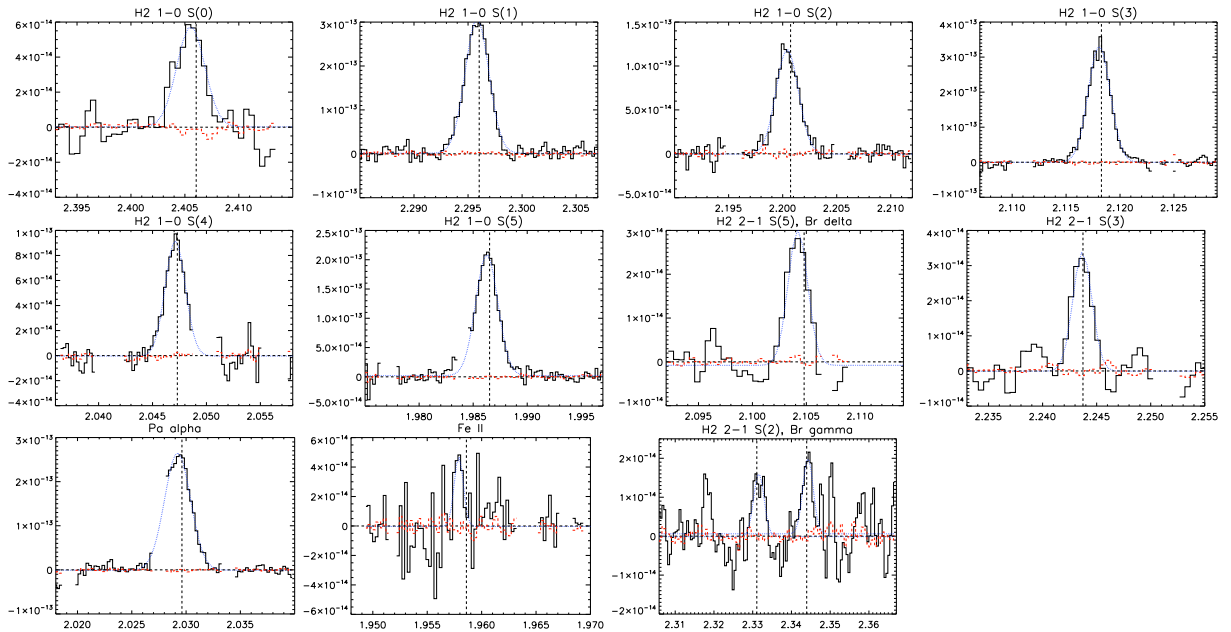 H2 1-0 S(0)
6×10⁻¹⁴
4×10⁻¹⁴
2×10⁻¹⁴
0
-2×10⁻¹⁴
-4×10⁻¹⁴
2.395 2.400 2.405 2.410
H2 1-0 S(1)
3×10⁻¹³
2×10⁻¹³
1×10⁻¹³
0
-1×10⁻¹³
2.290 2.295 2.300 2.305
H2 1-0 S(2)
1.5×10⁻¹³
1.0×10⁻¹³
5.0×10⁻¹⁴
0
-5.0×10⁻¹⁴
2.195 2.200 2.205 2.210
H2 1-0 S(3)
4×10⁻¹³
3×10⁻¹³
2×10⁻¹³
1×10⁻¹³
0
-1×10⁻¹³
2.110 2.115 2.120 2.125
H2 1-0 S(4)
1×10⁻¹³
8×10⁻¹⁴
6×10⁻¹⁴
4×10⁻¹⁴
2×10⁻¹⁴
0
-2×10⁻¹⁴
-4×10⁻¹⁴
2.040 2.045 2.050 2.055
H2 1-0 S(5)
2.5×10⁻¹³
2.0×10⁻¹³
1.5×10⁻¹³
1.0×10⁻¹³
5.0×10⁻¹⁴
0
-5.0×10⁻¹⁴
1.980 1.985 1.990 1.995
H2 2-1 S(5), Br delta
3×10⁻¹⁴
2×10⁻¹⁴
1×10⁻¹⁴
0
-1×10⁻¹⁴
2.095 2.100 2.105 2.110
H2 2-1 S(3)
4×10⁻¹⁴
3×10⁻¹⁴
2×10⁻¹⁴
1×10⁻¹⁴
0
-1×10⁻¹⁴
2.235 2.240 2.245 2.250 2.255
Pa alpha
3×10⁻¹³
2×10⁻¹³
1×10⁻¹³
0
-1×10⁻¹³
2.020 2.025 2.030 2.035
Fe II
6×10⁻¹⁴
4×10⁻¹⁴
2×10⁻¹⁴
0
-2×10⁻¹⁴
-4×10⁻¹⁴
-6×10⁻¹⁴
1.950 1.955 1.960 1.965 1.970
H2 2-1 S(2), Br gamma
2×10⁻¹⁴
1×10⁻¹⁴
0
-1×10⁻¹⁴
-2×10⁻¹⁴
2.31 2.32 2.33 2.34 2.35 2.36